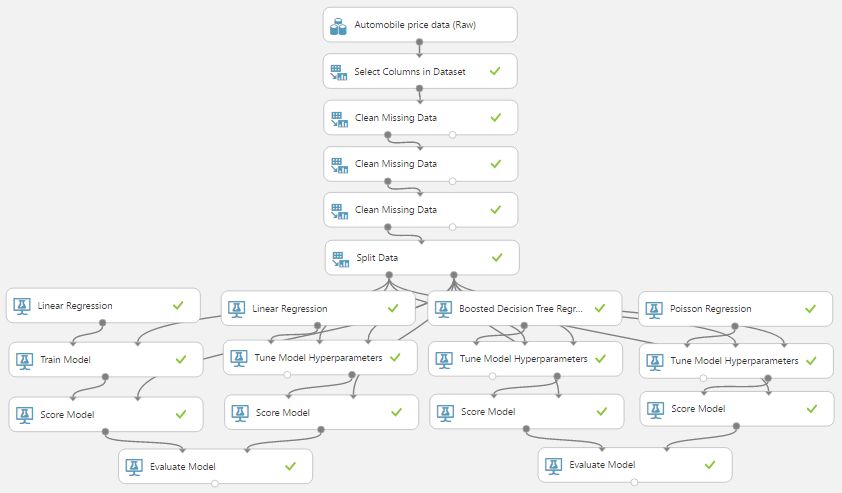 Automobile price data (Raw)
Select Columns in Dataset
Clean Missing Data
Clean Missing Data
Clean Missing Data
Split Data
Linear Regression
Linear Regression
Boosted Decision Tree Regr...
Poisson Regression
Train Model
Tune Model Hyperparameters
Tune Model Hyperparameters
Tune Model Hyperparameters
Score Model
Score Model
Score Model
Score Model
Evaluate Model
Evaluate Model